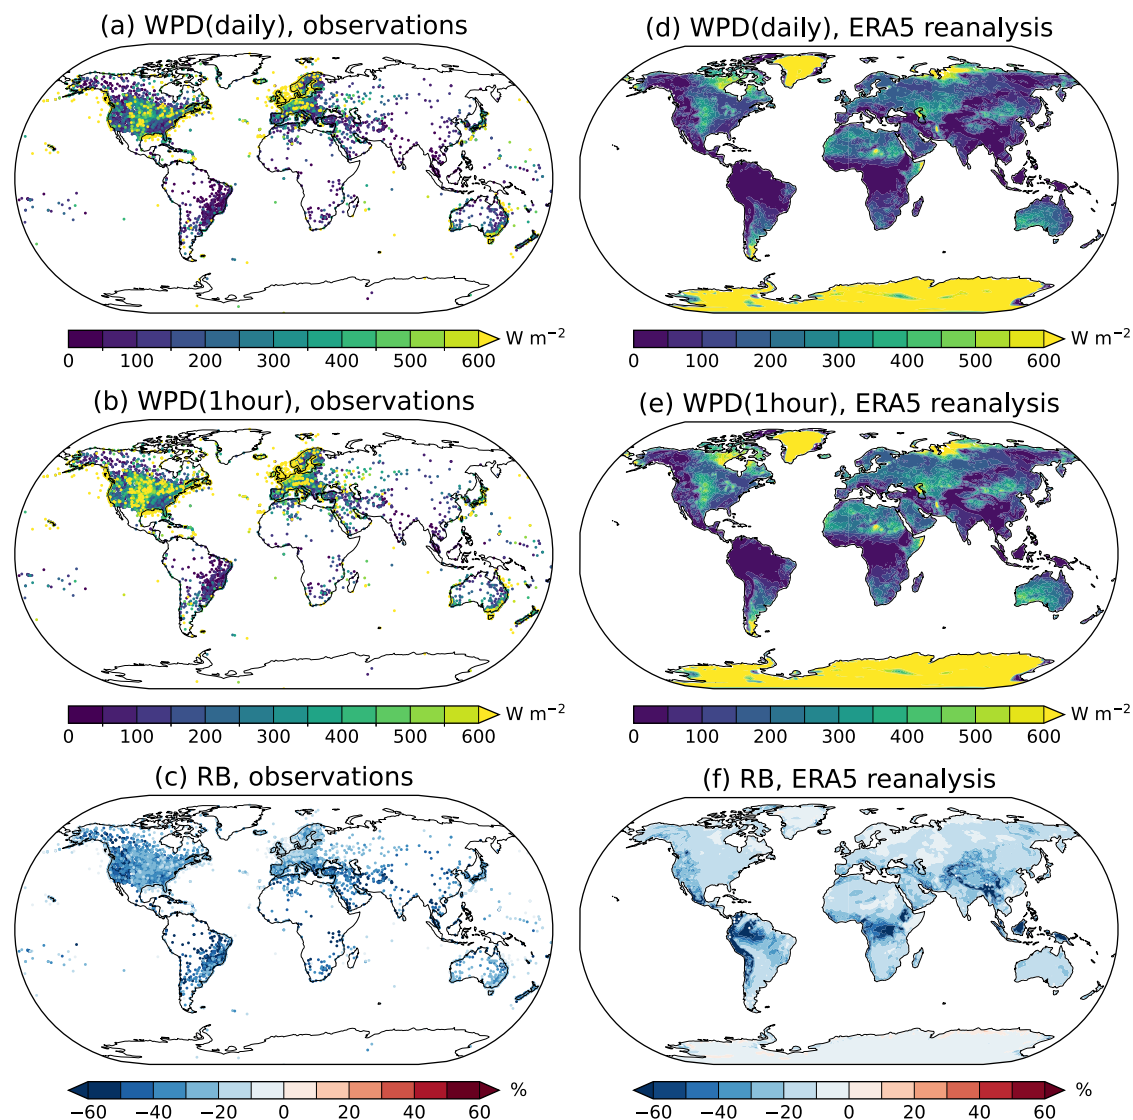 (a) WPD(daily), observations
0 100 200 300 400 500 600 W m−2
(b) WPD(1hour), observations
0 100 200 300 400 500 600 W m−2
(c) RB, observations
−60 −40 −20 0 20 40 60 %
(d) WPD(daily), ERA5 reanalysis
0 100 200 300 400 500 600 W m−2
(e) WPD(1hour), ERA5 reanalysis
0 100 200 300 400 500 600 W m−2
(f) RB, ERA5 reanalysis
−60 −40 −20 0 20 40 60 %